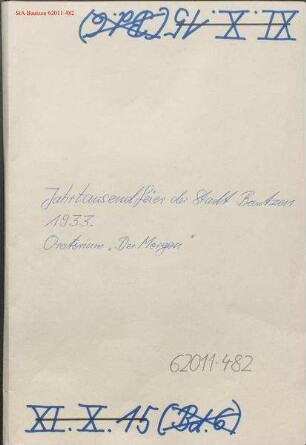 StA Bautzen 62011-482
XI. X. 15 (Bd. 6)
Jahrtausendfeier der Stadt Bautzen
1933.
Oratorium „Der Morgen"
62011-482
XI. X. 15 (Bd. 6)